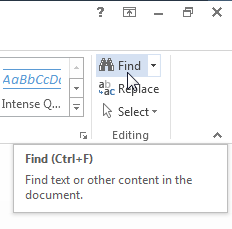 ?
AaBbCcDc
Find
Replace
Intense Q...
Select
Editing
Find (Ctrl+F)
Find text or other content in the
document.